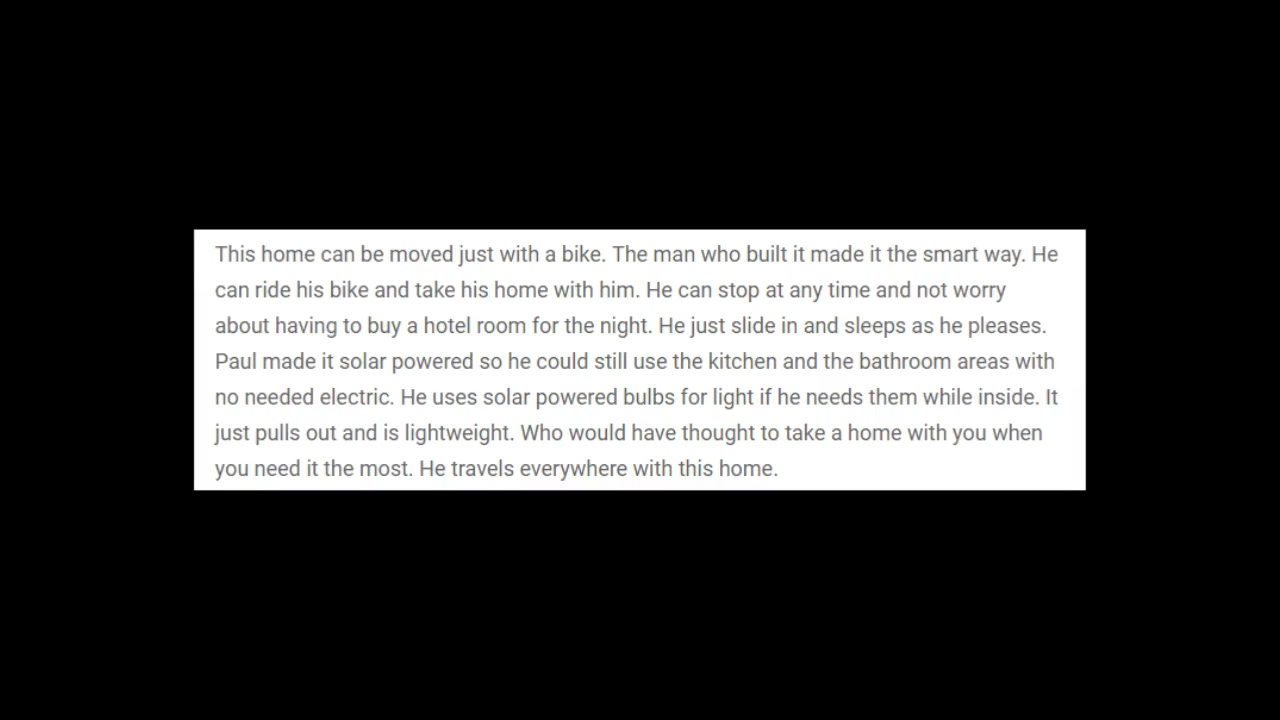 This home can be moved just with a bike. The man who built it made it the smart way. He
can ride his bike and take his home with him. He can stop at any time and not worry
about having to buy a hotel room for the night. He just slide in and sleeps as he pleases.
Paul made it solar powered so he could still use the kitchen and the bathroom areas with
no needed electric. He uses solar powered bulbs for light if he needs them while inside. It
just pulls out and is lightweight. Who would have thought to take a home with you when
you need it the most. He travels everywhere with this home.